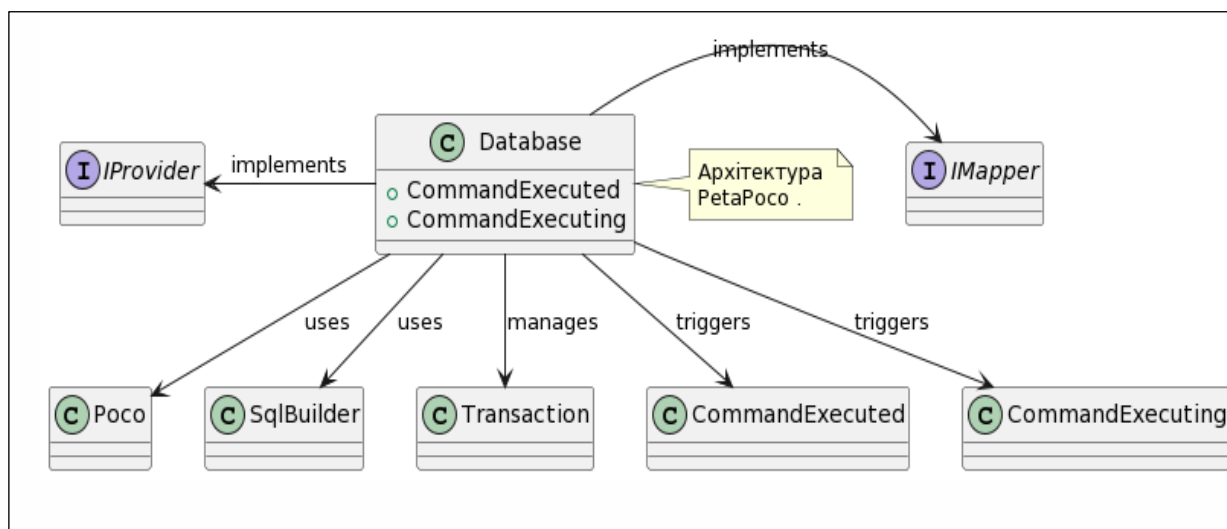 implements
C Database
I IProvider
implements
CommandExecuted
CommandExecuting
Архітектура
PetaPoco .
I IMapper
uses
uses
manages
triggers
triggers
C Poco
C SqlBuilder
C Transaction
C CommandExecuted
C CommandExecuting